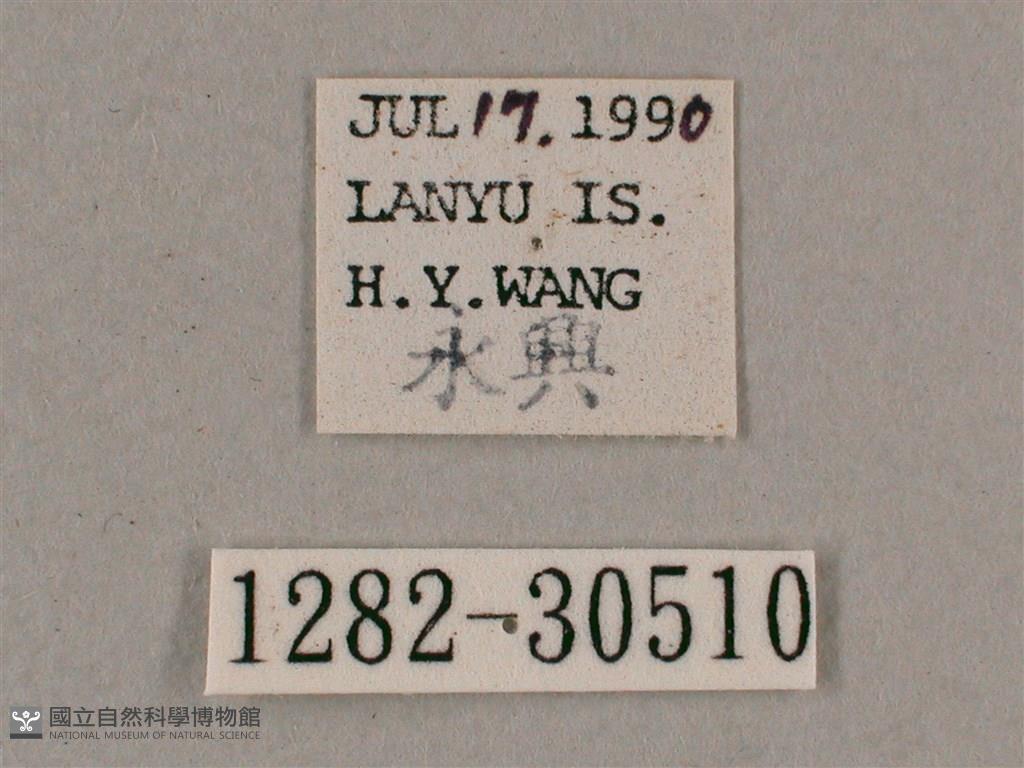 JUL 17. 1990
LANYU IS.
H.Y.WANG
永興
1282-30510
國立自然科學博物館
NATIONAL MUSEUM OF NATURAL SCIENCE